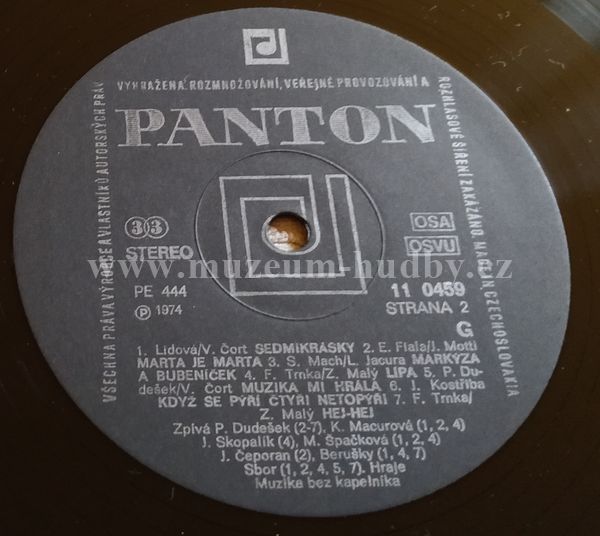 VYHRAŽENA. ROZMNOŽOVÁNÍ, VEŘEJNÉ PROVOZOVÁNÍ A
ROZHLASOVÉ ŠÍŘENÍ ZAKÁZÁNO. MADE IN CZECHOSLOVAKIA
VŠECHNA PRÁVA VÝROBCE A VLASTNÍKŮ AUTORSKÝCH PRÁV
PANTON
33 STEREO
OSA
OSVU
www.muzeum-hudby.cz
PE 444
℗ 1974
11 0459
STRANA 2
G
1. Lidová/V. Čort SEDMIKRÁSKY 2. E. Fiala/J. Mottl
MARTA JE MARTA 3. S. Mach/L. Jacura MARKÝZA
A BUBENÍČEK 4. F. Trnka/Z. Malý LÍPA 5. P. Du-
dešek/V. Čort MUZIKA MI HRÁLA 6. J. Kostřiba
KDYŽ SE PÝŘÍ ČTYŘI NETOPÝŘI 7. F. Trnka/
Z. Malý HEJ-HEJ
Zpívá P. Dudešek (2-7), K. Macurová (1, 2, 4)
J. Skopalík (4), M. Špačková (1, 2, 4)
J. Čeporan (2), Berušky (1, 4, 7)
Sbor (1, 2, 4, 5, 7). Hraje
Muzika bez kapelníka